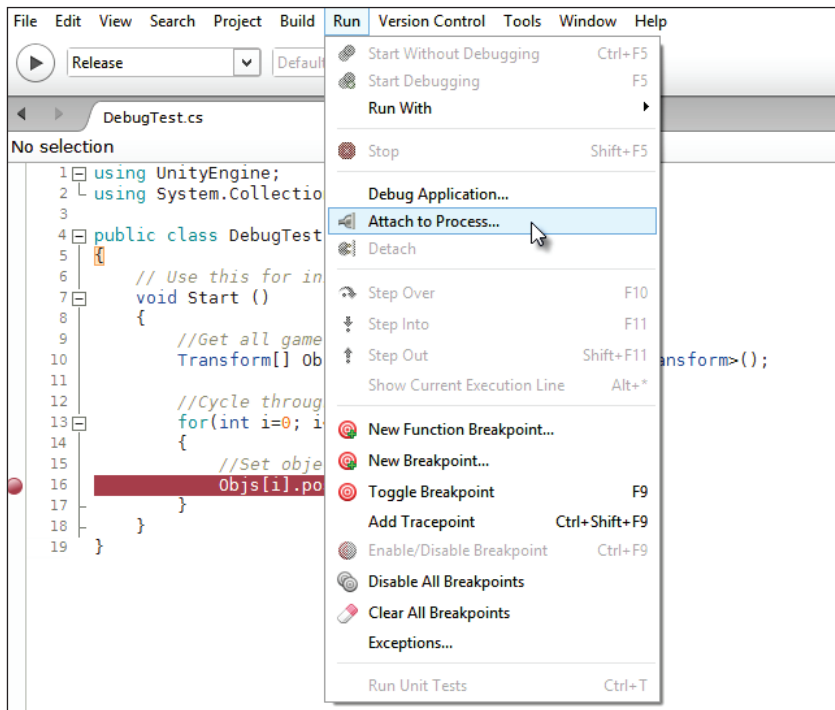 File Edit View Search Project Build Run Version Control Tools Window Help
Release
Default
DebugTest.cs
No selection
1 using UnityEngine;
2 using System.Collectio
3
4 public class DebugTest
5 {
6 // Use this for in
7 void Start ()
8 {
9 //Get all game
10 Transform[] Ob ansform>();
11
12 //Cycle throug
13 for(int i=0; i
14 {
15 //Set obje
16 Objs[i].po
17 }
18 }
19 }
Start Without Debugging Ctrl+F5
Start Debugging F5
Run With
Stop Shift+F5
Debug Application...
Attach to Process...
Detach
Step Over F10
Step Into F11
Step Out Shift+F11
Show Current Execution Line Alt+*
New Function Breakpoint...
New Breakpoint...
Toggle Breakpoint F9
Add Tracepoint Ctrl+Shift+F9
Enable/Disable Breakpoint Ctrl+F9
Disable All Breakpoints
Clear All Breakpoints
Exceptions...
Run Unit Tests Ctrl+T